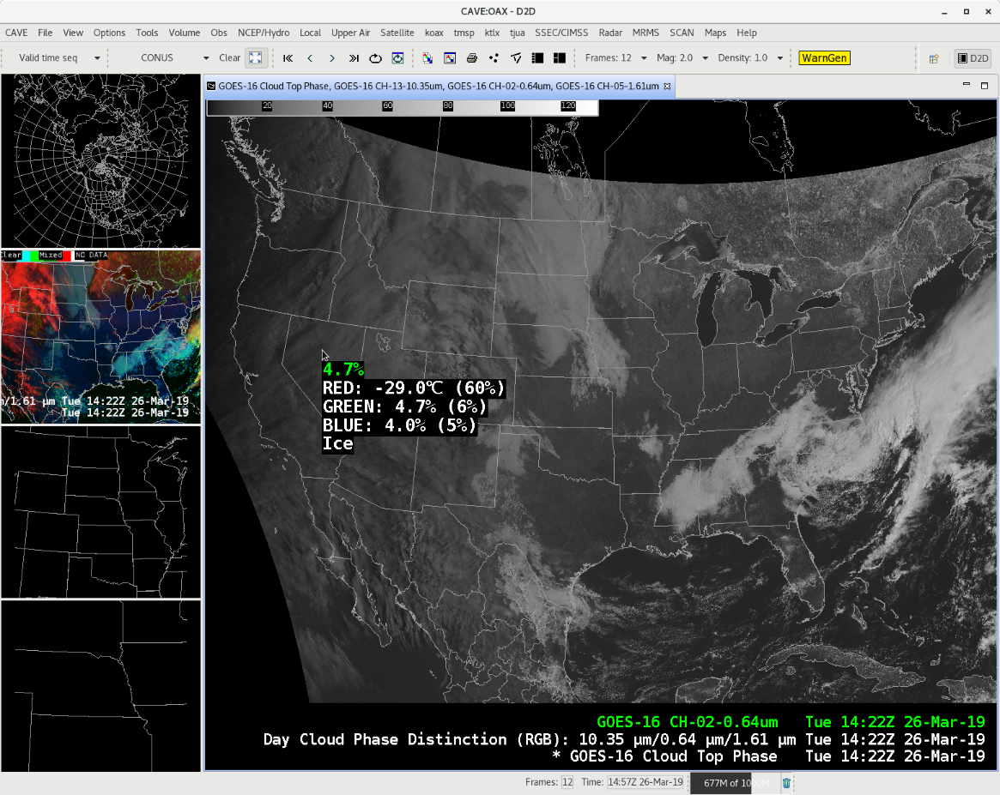 CAVE:OAX - D2D
CAVE File View Options Tools Volume Obs NCEP/Hydro Local Upper Air Satellite koax tmsp ktlx tjua SSEC/CIMSS Radar MRMS SCAN Maps Help
Valid time seq CONUS Clear Frames: 12 Mag: 2.0 Density: 1.0 WarnGen D2D
GOES-16 Cloud Top Phase, GOES-16 CH-13-10.35um, GOES-16 CH-02-0.64um, GOES-16 CH-05-1.61um
20 40 60 80 100 120
Clear Mixed NO DATA
m/1.61 µm Tue 14:22Z 26-Mar-19
Tue 14:22Z 26-Mar-19
4.7%
RED: -29.0℃ (60%)
GREEN: 4.7% (6%)
BLUE: 4.0% (5%)
Ice
GOES-16 CH-02-0.64um Tue 14:22Z 26-Mar-19
Day Cloud Phase Distinction (RGB): 10.35 µm/0.64 µm/1.61 µm Tue 14:22Z 26-Mar-19
* GOES-16 Cloud Top Phase Tue 14:22Z 26-Mar-19
Frames: 12 Time: 14:57Z 26-Mar-19 677M of 1000M